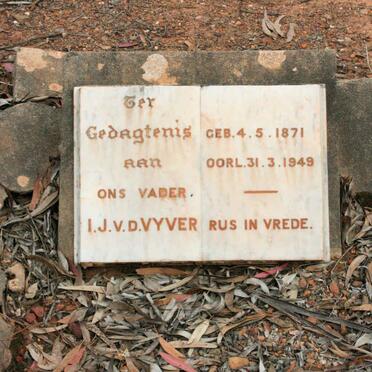 Ter
Gedagtenis
aan
ONS VADER.
I.J.V.D.VYVER
GEB.4.5.1871
OORL.31.3.1949
RUS IN VREDE.